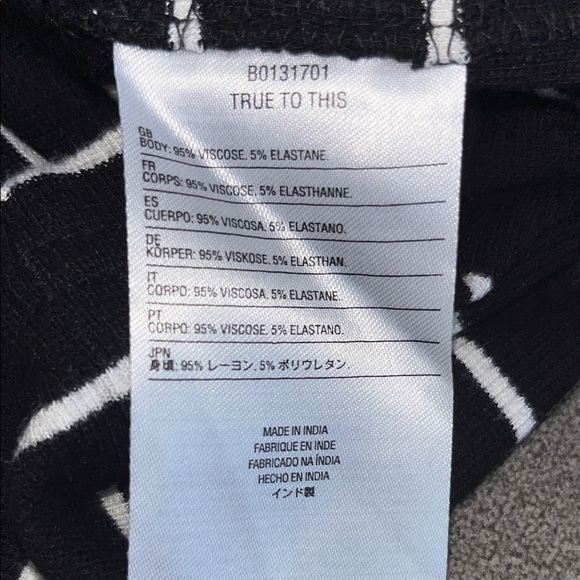 B0131701
TRUE TO THIS
GB
BODY: 95% VISCOSE. 5% ELASTANE.
FR
CORPS: 95% VISCOSE, 5% ELASTHANNE.
ES
CUERPO: 95% VISCOSA, 5% ELASTANO.
DE
KÖRPER: 95% VISKOSE, 5% ELASTHAN.
IT
CORPO: 95% VISCOSA, 5% ELASTANE.
PT
CORPO: 95% VISCOSE, 5% ELASTANO.
JPN
身頃: 95% レーヨン, 5% ポリウレタン.
MADE IN INDIA
FABRIQUE EN INDE
FABRICADO NA ÍNDIA
HECHO EN INDIA
インド製